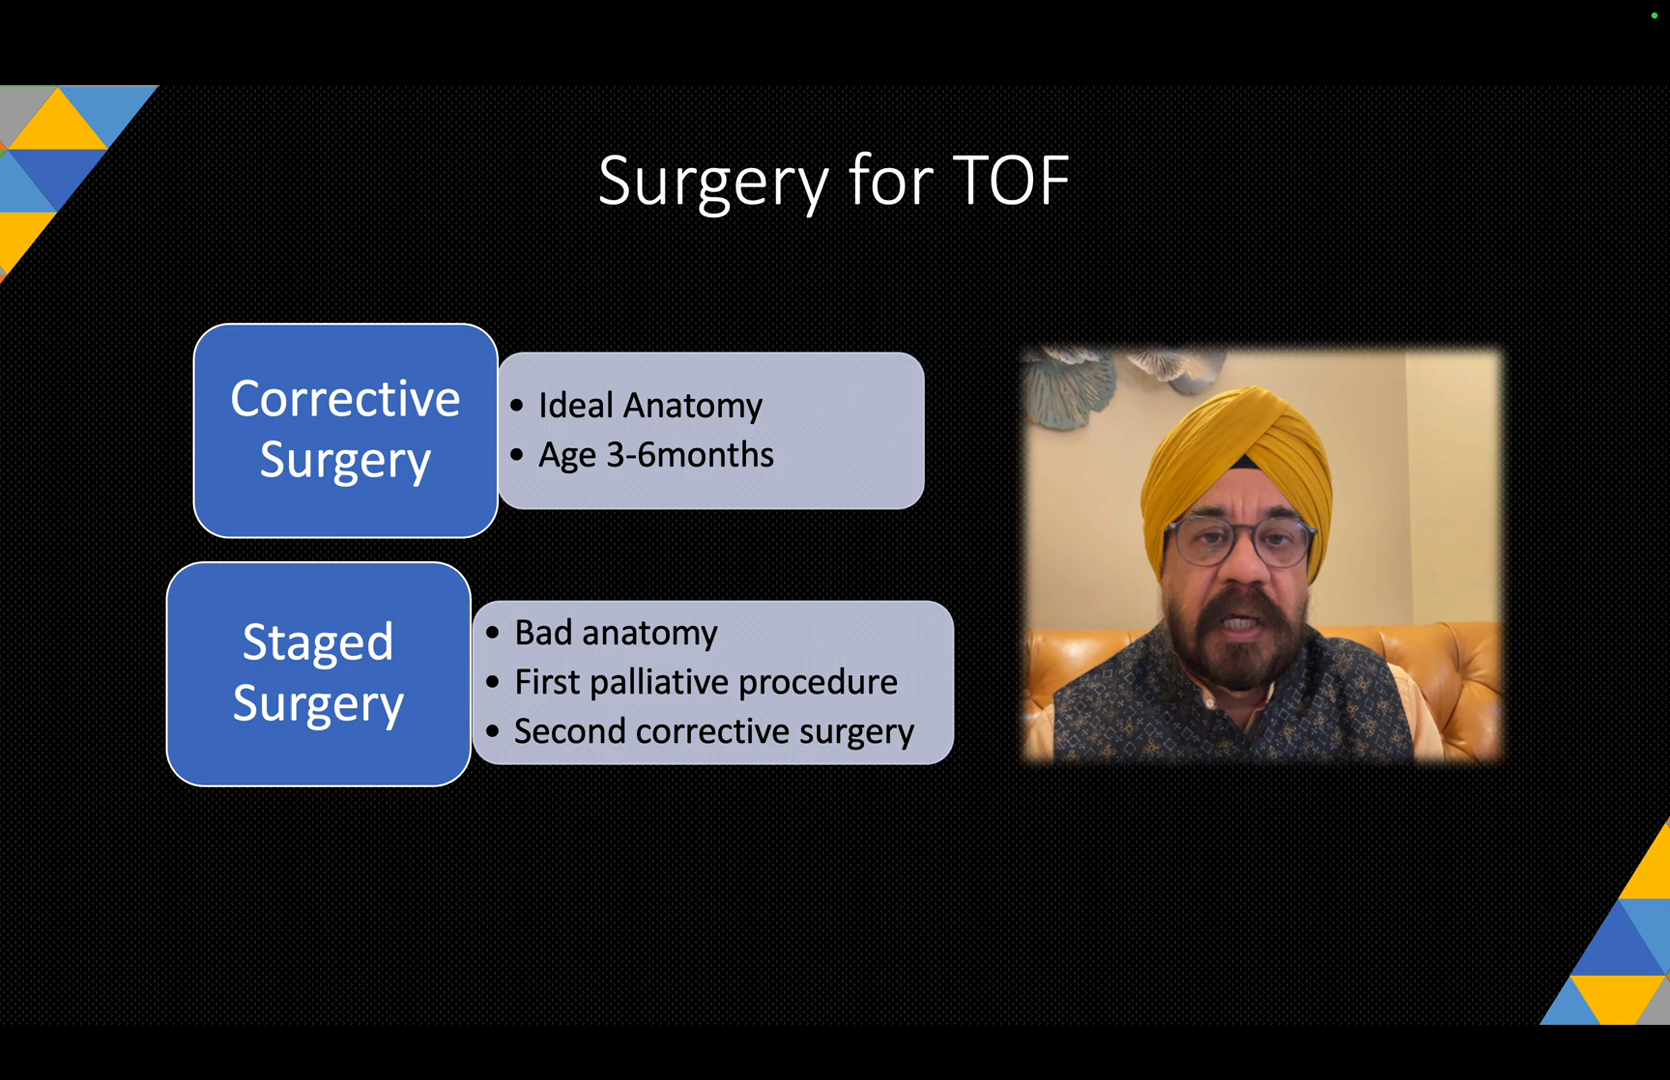 Surgery for TOF
Corrective
Surgery
• Ideal Anatomy
• Age 3-6months
Staged
Surgery
• Bad anatomy
• First palliative procedure
• Second corrective surgery